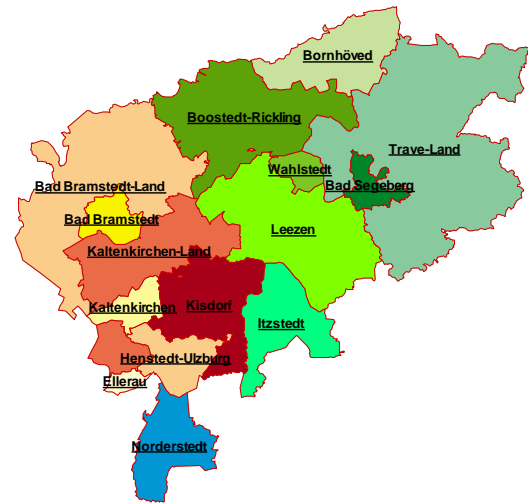 Bornhöved
Boostedt-Rickling
Trave-Land
Wahlstedt
Bad Segeberg
Bad Bramstedt-Land
Bad Bramstedt
Leezen
Kaltenkirchen-Land
Kaltenkirchen
Kisdorf
Itzstedt
Henstedt-Ulzburg
Ellerau
Norderstedt